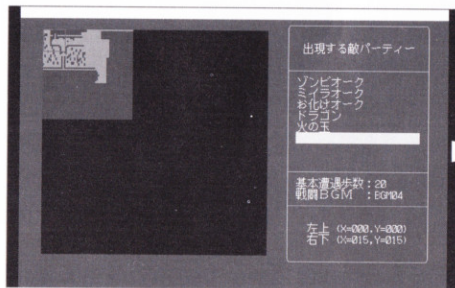 出現する敵パーティー
ゾンビオーク
ミイラオーク
お化けオーク
ドラゴン
火の玉
基本遭遇歩数：20
戦闘BGM ：BGM04
左上 (X=000,Y=000)
右下 (X=015,Y=015)